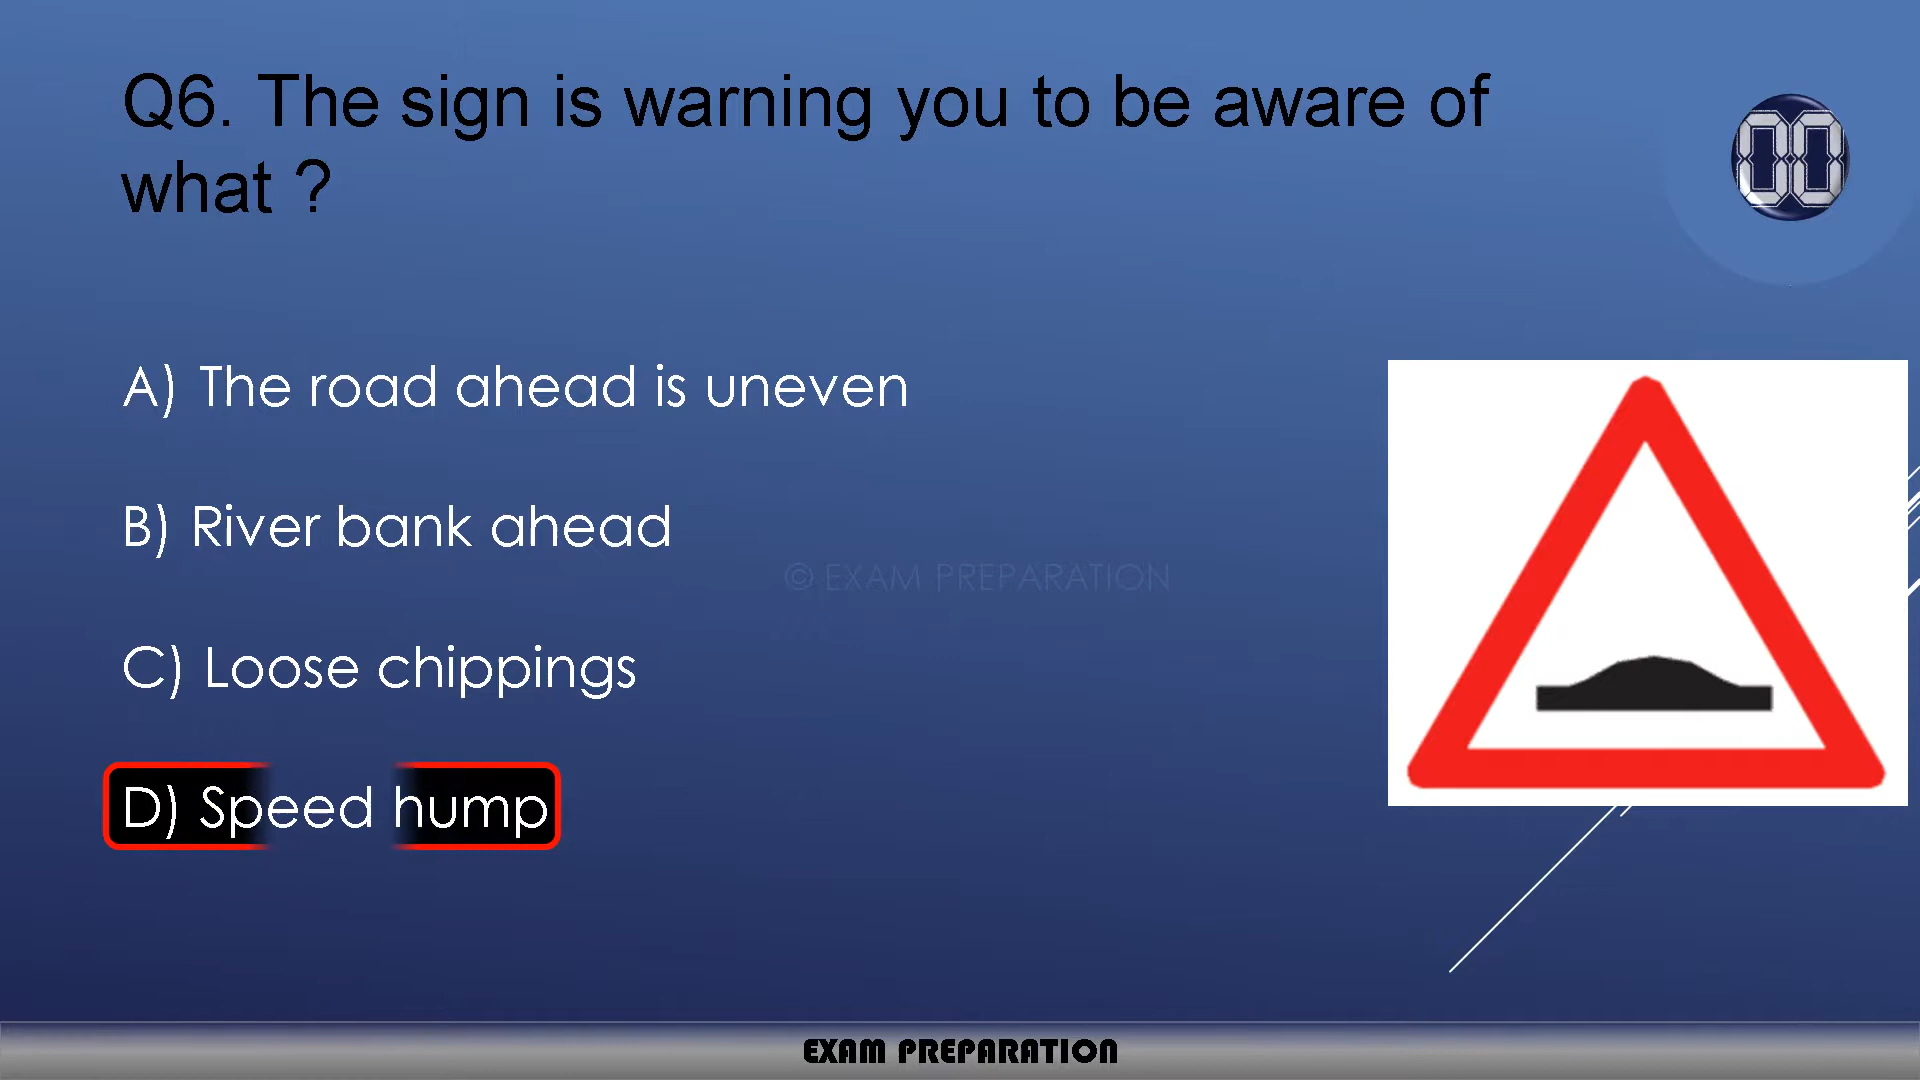 Q6. The sign is warning you to be aware of
what ?
00
A) The road ahead is uneven
B) River bank ahead
© EXAM PREPARATION
C) Loose chippings
D) Speed hump
EXAM PREPARATION